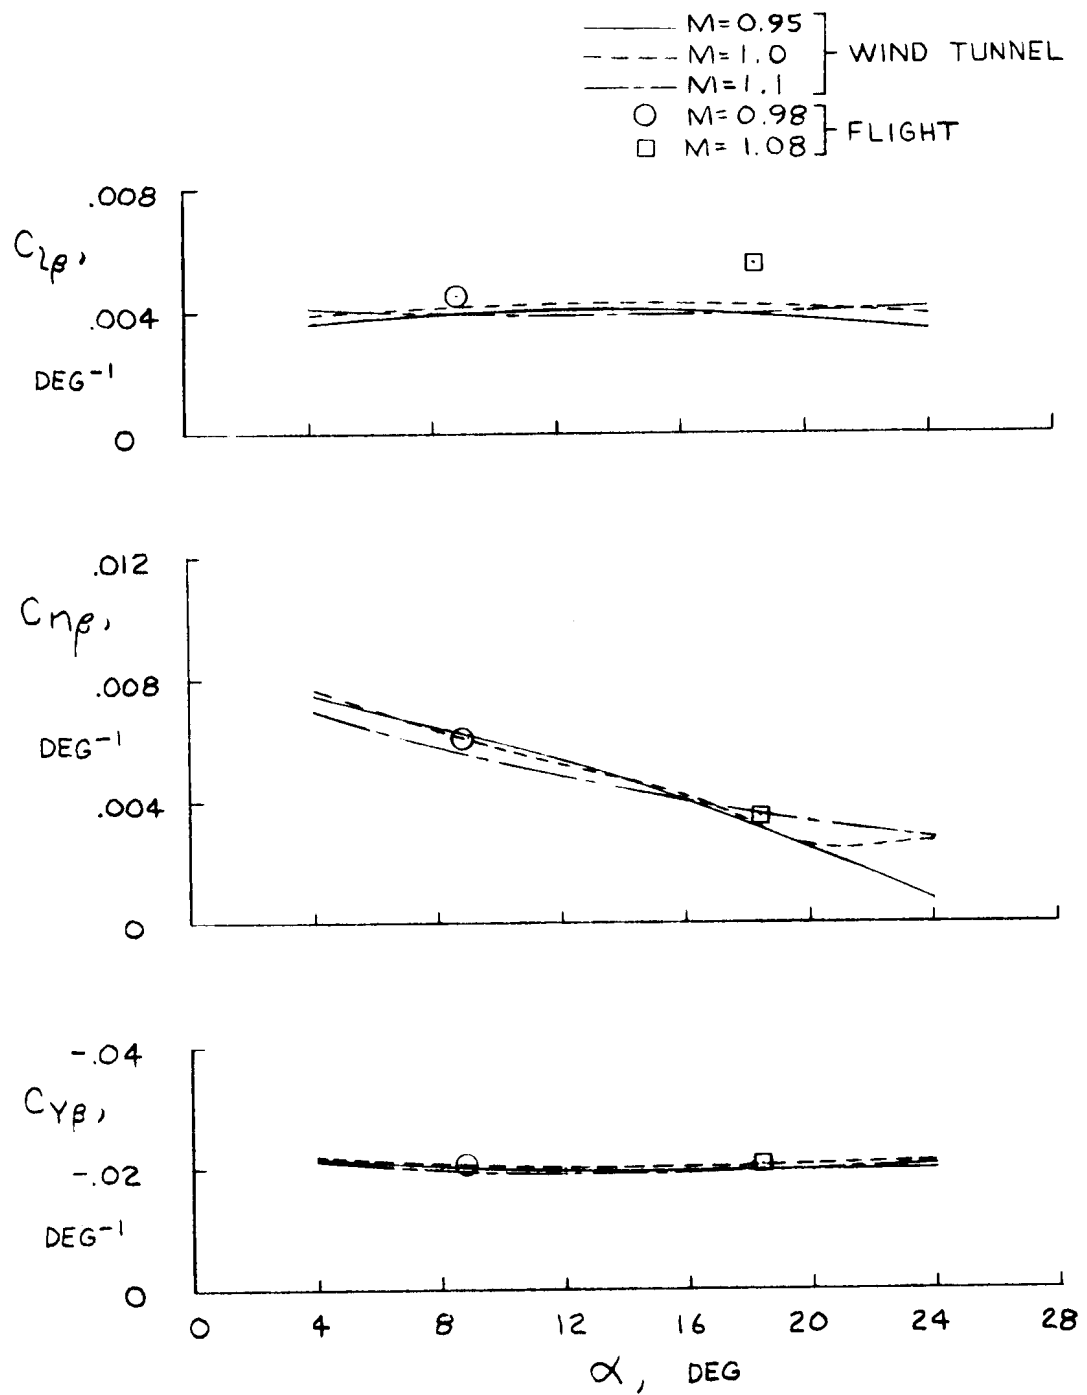 M=0.95
M=1.0
M=1.1
WIND TUNNEL
M=0.98
M=1.08
FLIGHT
.008
Clβ,
.004
DEG⁻¹
0
.012
Cnβ,
.008
DEG⁻¹
.004
0
-.04
CYβ,
-.02
DEG⁻¹
0
0 4 8 12 16 20 24 28
α, DEG